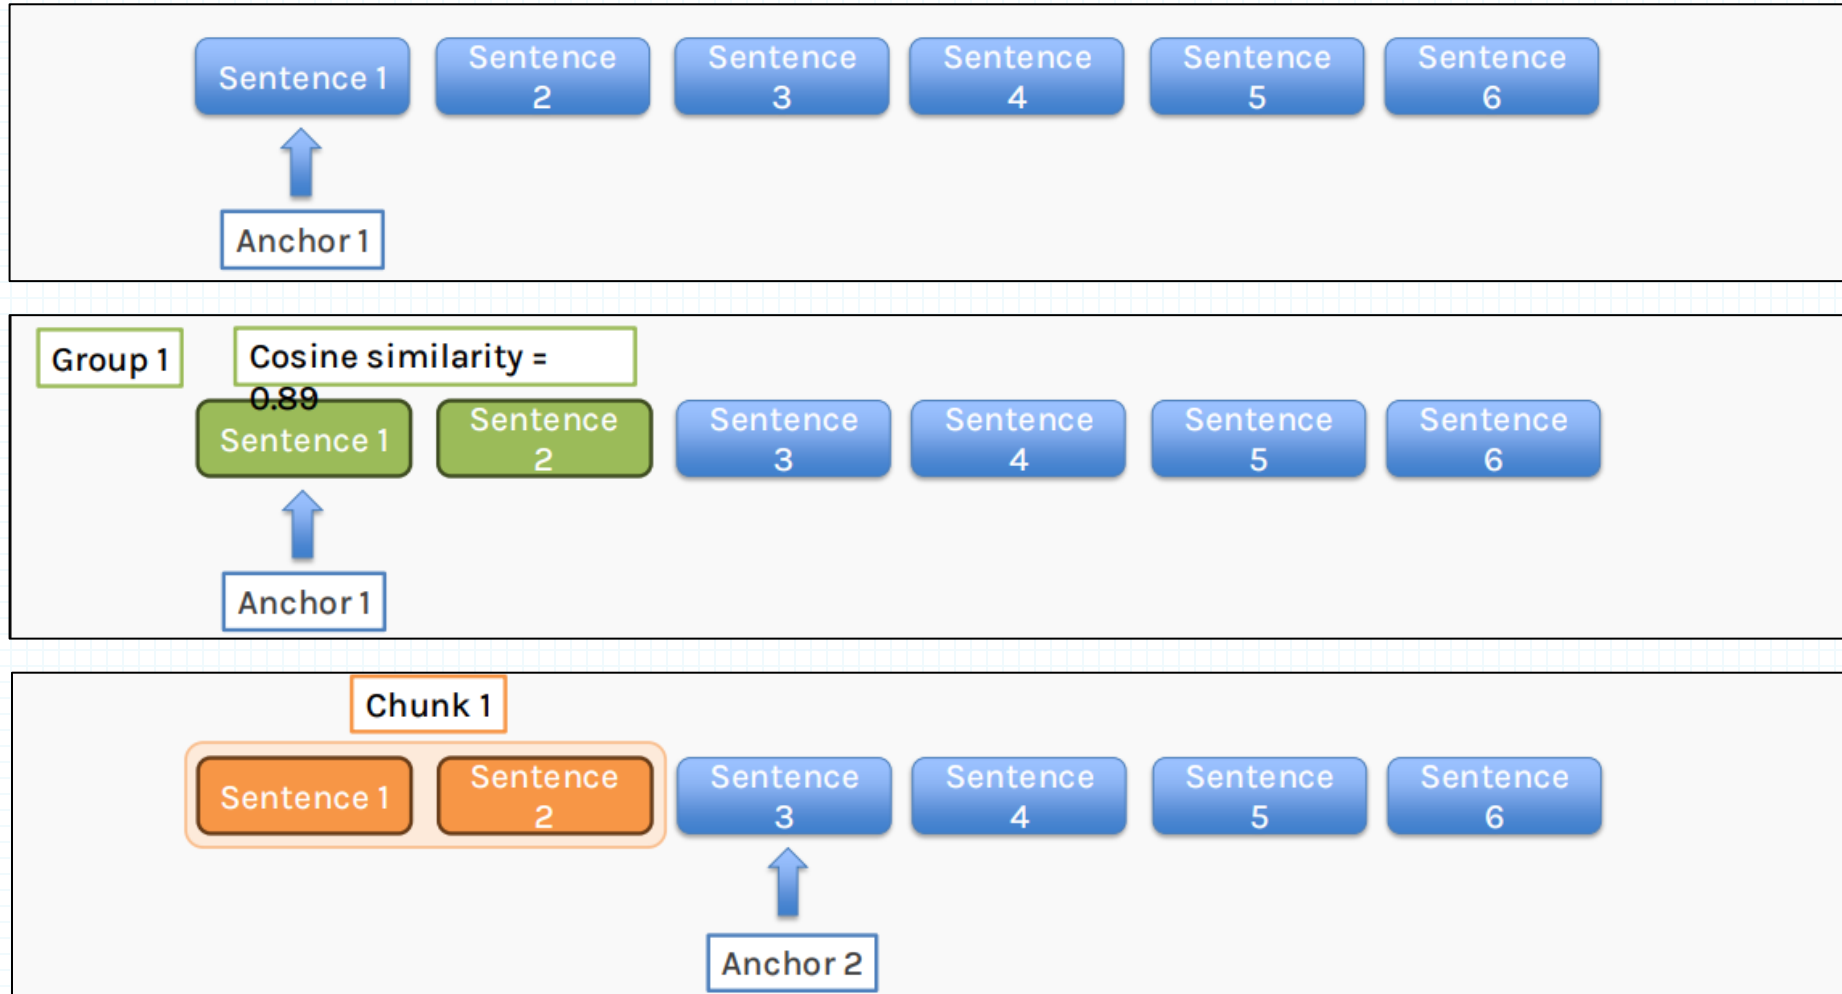 Sentence 1
Sentence
2
Sentence
3
Sentence
4
Sentence
5
Sentence
6
Anchor 1
Group 1
Cosine similarity =
0.89
Sentence 1
Sentence
2
Sentence
3
Sentence
4
Sentence
5
Sentence
6
Anchor 1
Chunk 1
Sentence 1
Sentence
2
Sentence
3
Sentence
4
Sentence
5
Sentence
6
Anchor 2